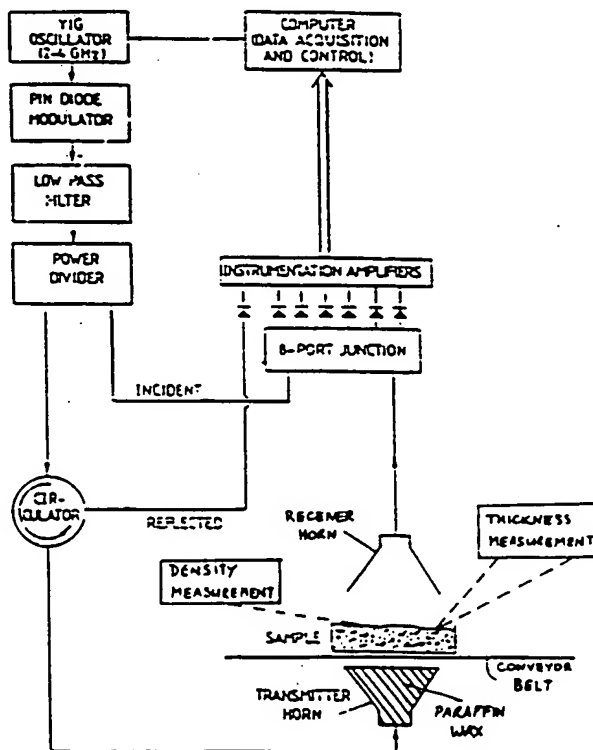 YIG
OSCILLATOR
(2-4 GHz)
COMPUTER
(DATA ACQUISITION
AND CONTROL)
PIN DIODE
MODULATOR
LOW PASS
FILTER
POWER
DIVIDER
INSTRUMENTATION AMPLIFIERS
8-PORT JUNCTION
INCIDENT
CIR-
CULATOR
REFLECTED
RECEIVER
HORN
THICKNESS
MEASUREMENT
DENSITY
MEASUREMENT
SAMPLE
CONVEYOR
BELT
TRANSMITTER
HORN
PARAFFIN
WAX